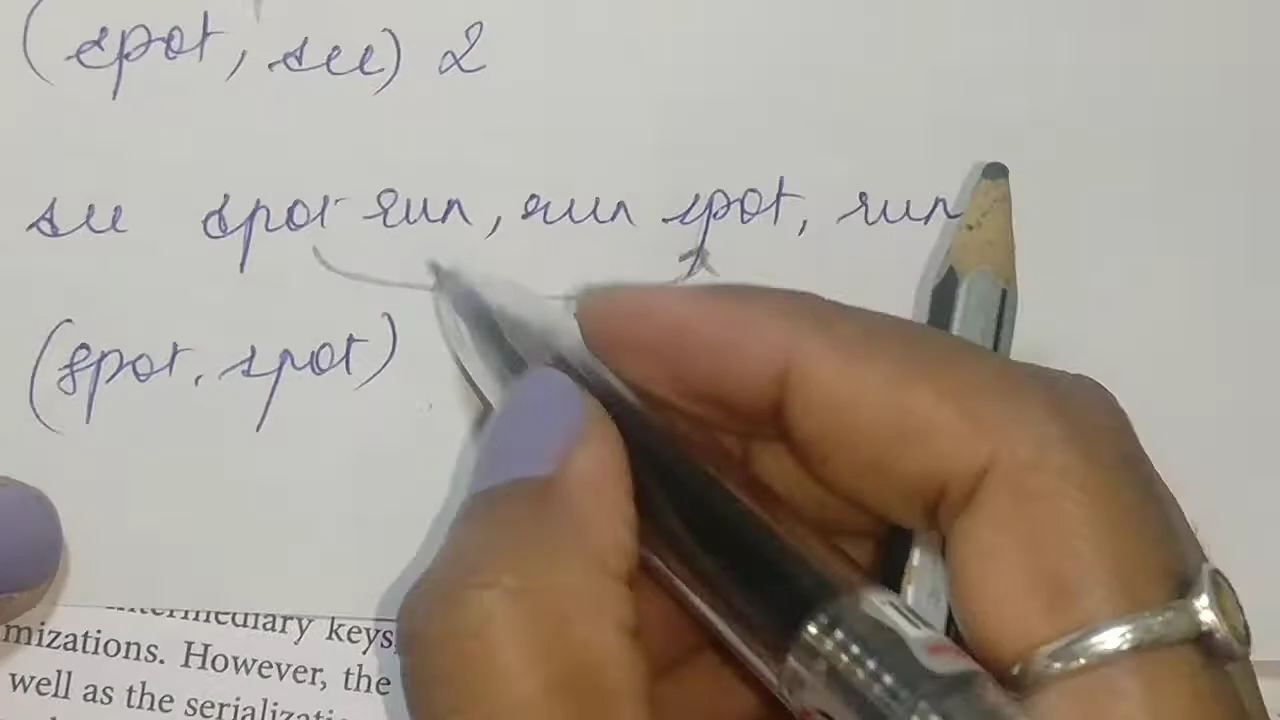 (spot, see) 2
see spot run, run spot, run
(spot, spot)
intermediary keys,
mizations. However, the
well as the